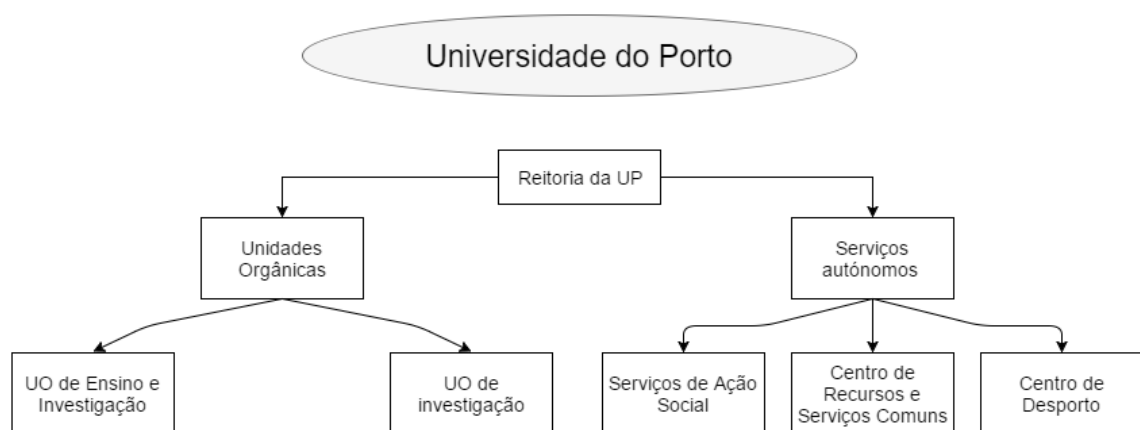 Universidade do Porto
Reitoria da UP
Unidades
Orgânicas
Serviços
autónomos
UO de Ensino e
Investigação
UO de
investigação
Serviços de Ação
Social
Centro de
Recursos e
Serviços Comuns
Centro de
Desporto